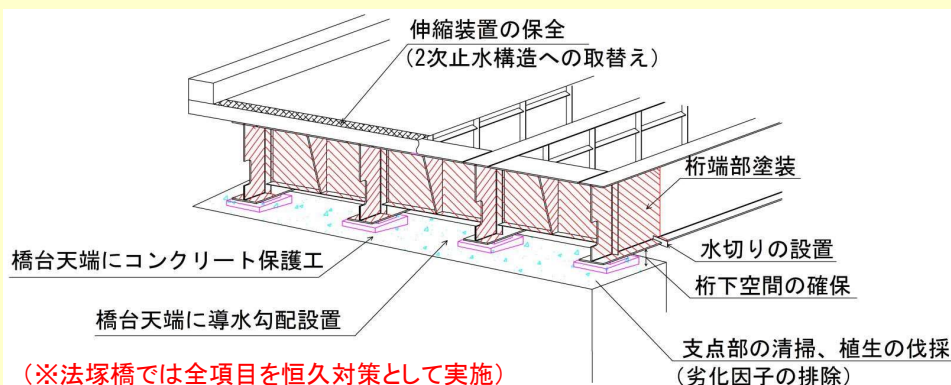 伸縮装置の保全
(2次止水構造への取替え)
桁端部塗装
水切りの設置
橋台天端にコンクリート保護工
桁下空間の確保
橋台天端に導水勾配設置
支点部の清掃、植生の伐採
(劣化因子の排除)
(※法塚橋では全項目を恒久対策として実施)